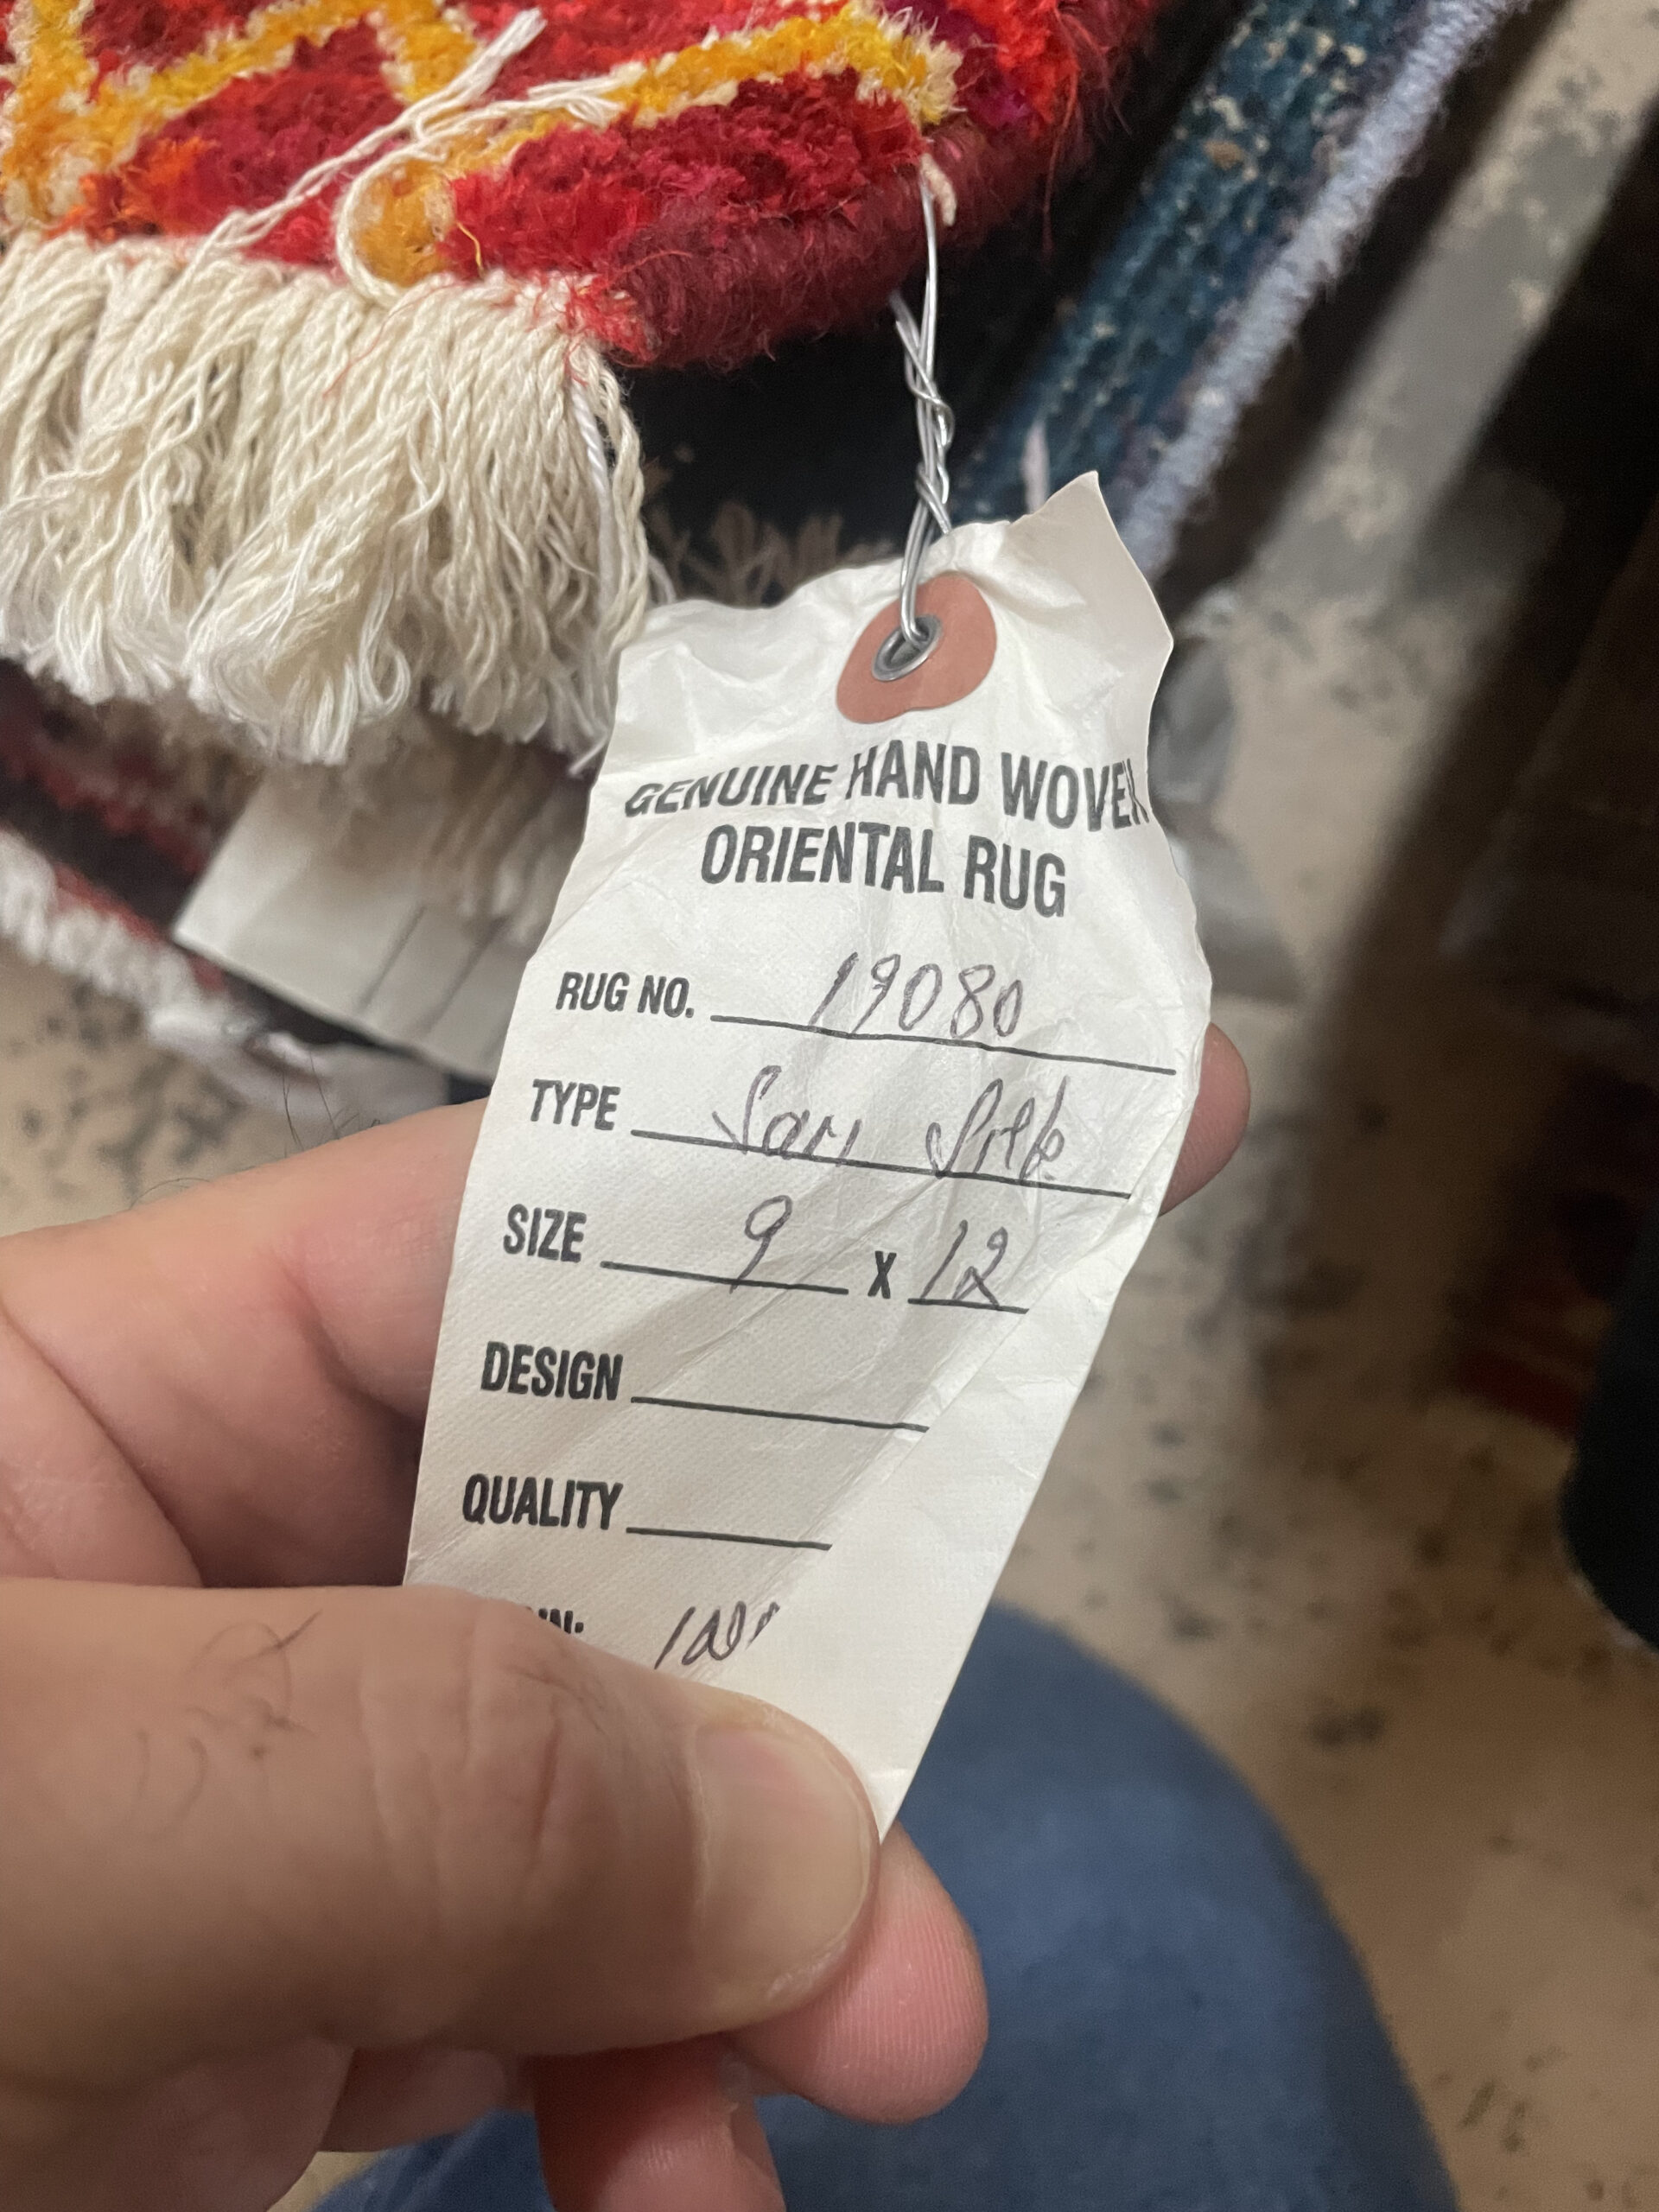 GENUINE HAND WOVEN
ORIENTAL RUG
RUG NO. 19080
TYPE Sari Silk
SIZE 9 X 12
DESIGN
QUALITY